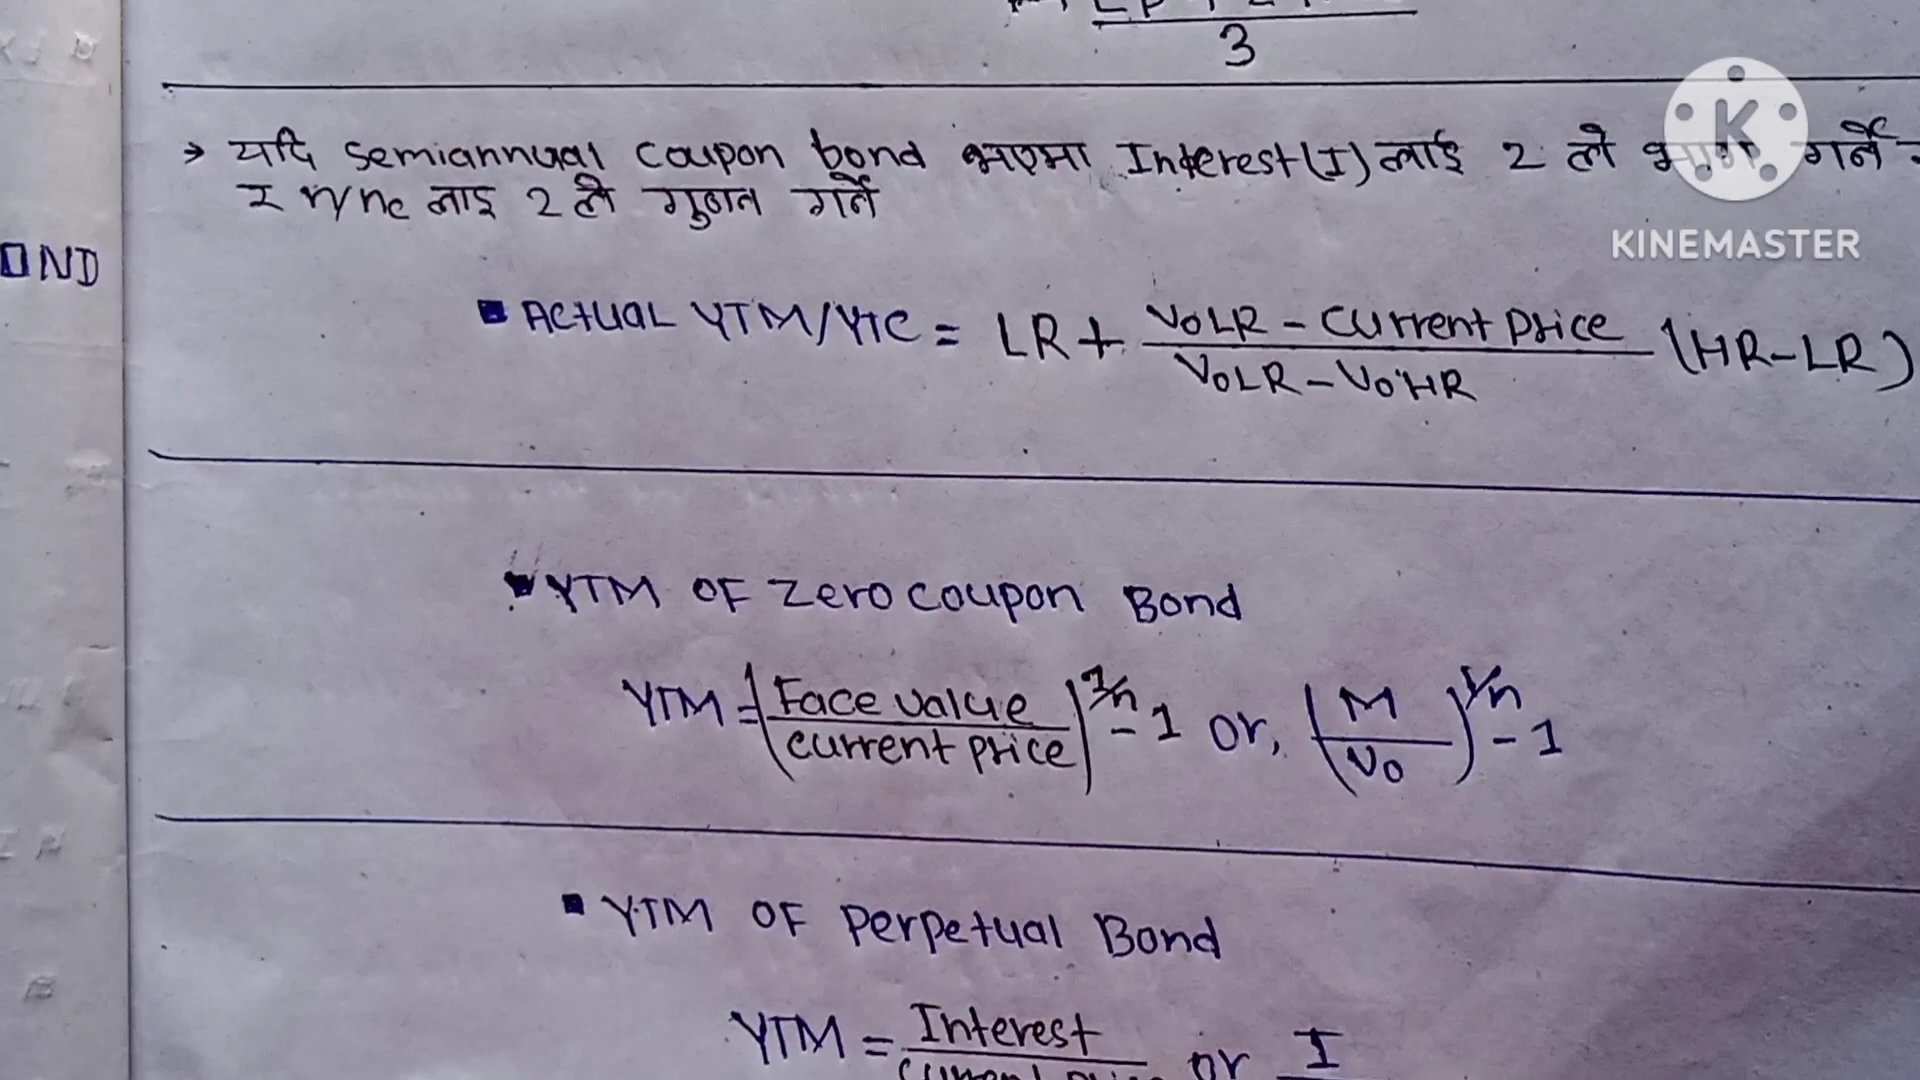 3
→ यदि semiannual coupon bond भएमा Interest (I) लाई 2 ले भाग गर्ने
र n/nc लाइ 2 ले गुणन गर्ने
KINEMASTER
OND
▪ ACTUAL YTM/YTC = LR + (V0LR - Current Price / V0LR - V0HR) (HR-LR)
▪ YTM OF Zero coupon Bond
YTM = (Face value / current price)^1/n - 1 or, (M / V0)^1/n - 1
▪ YTM OF Perpetual Bond
YTM = Interest / or I